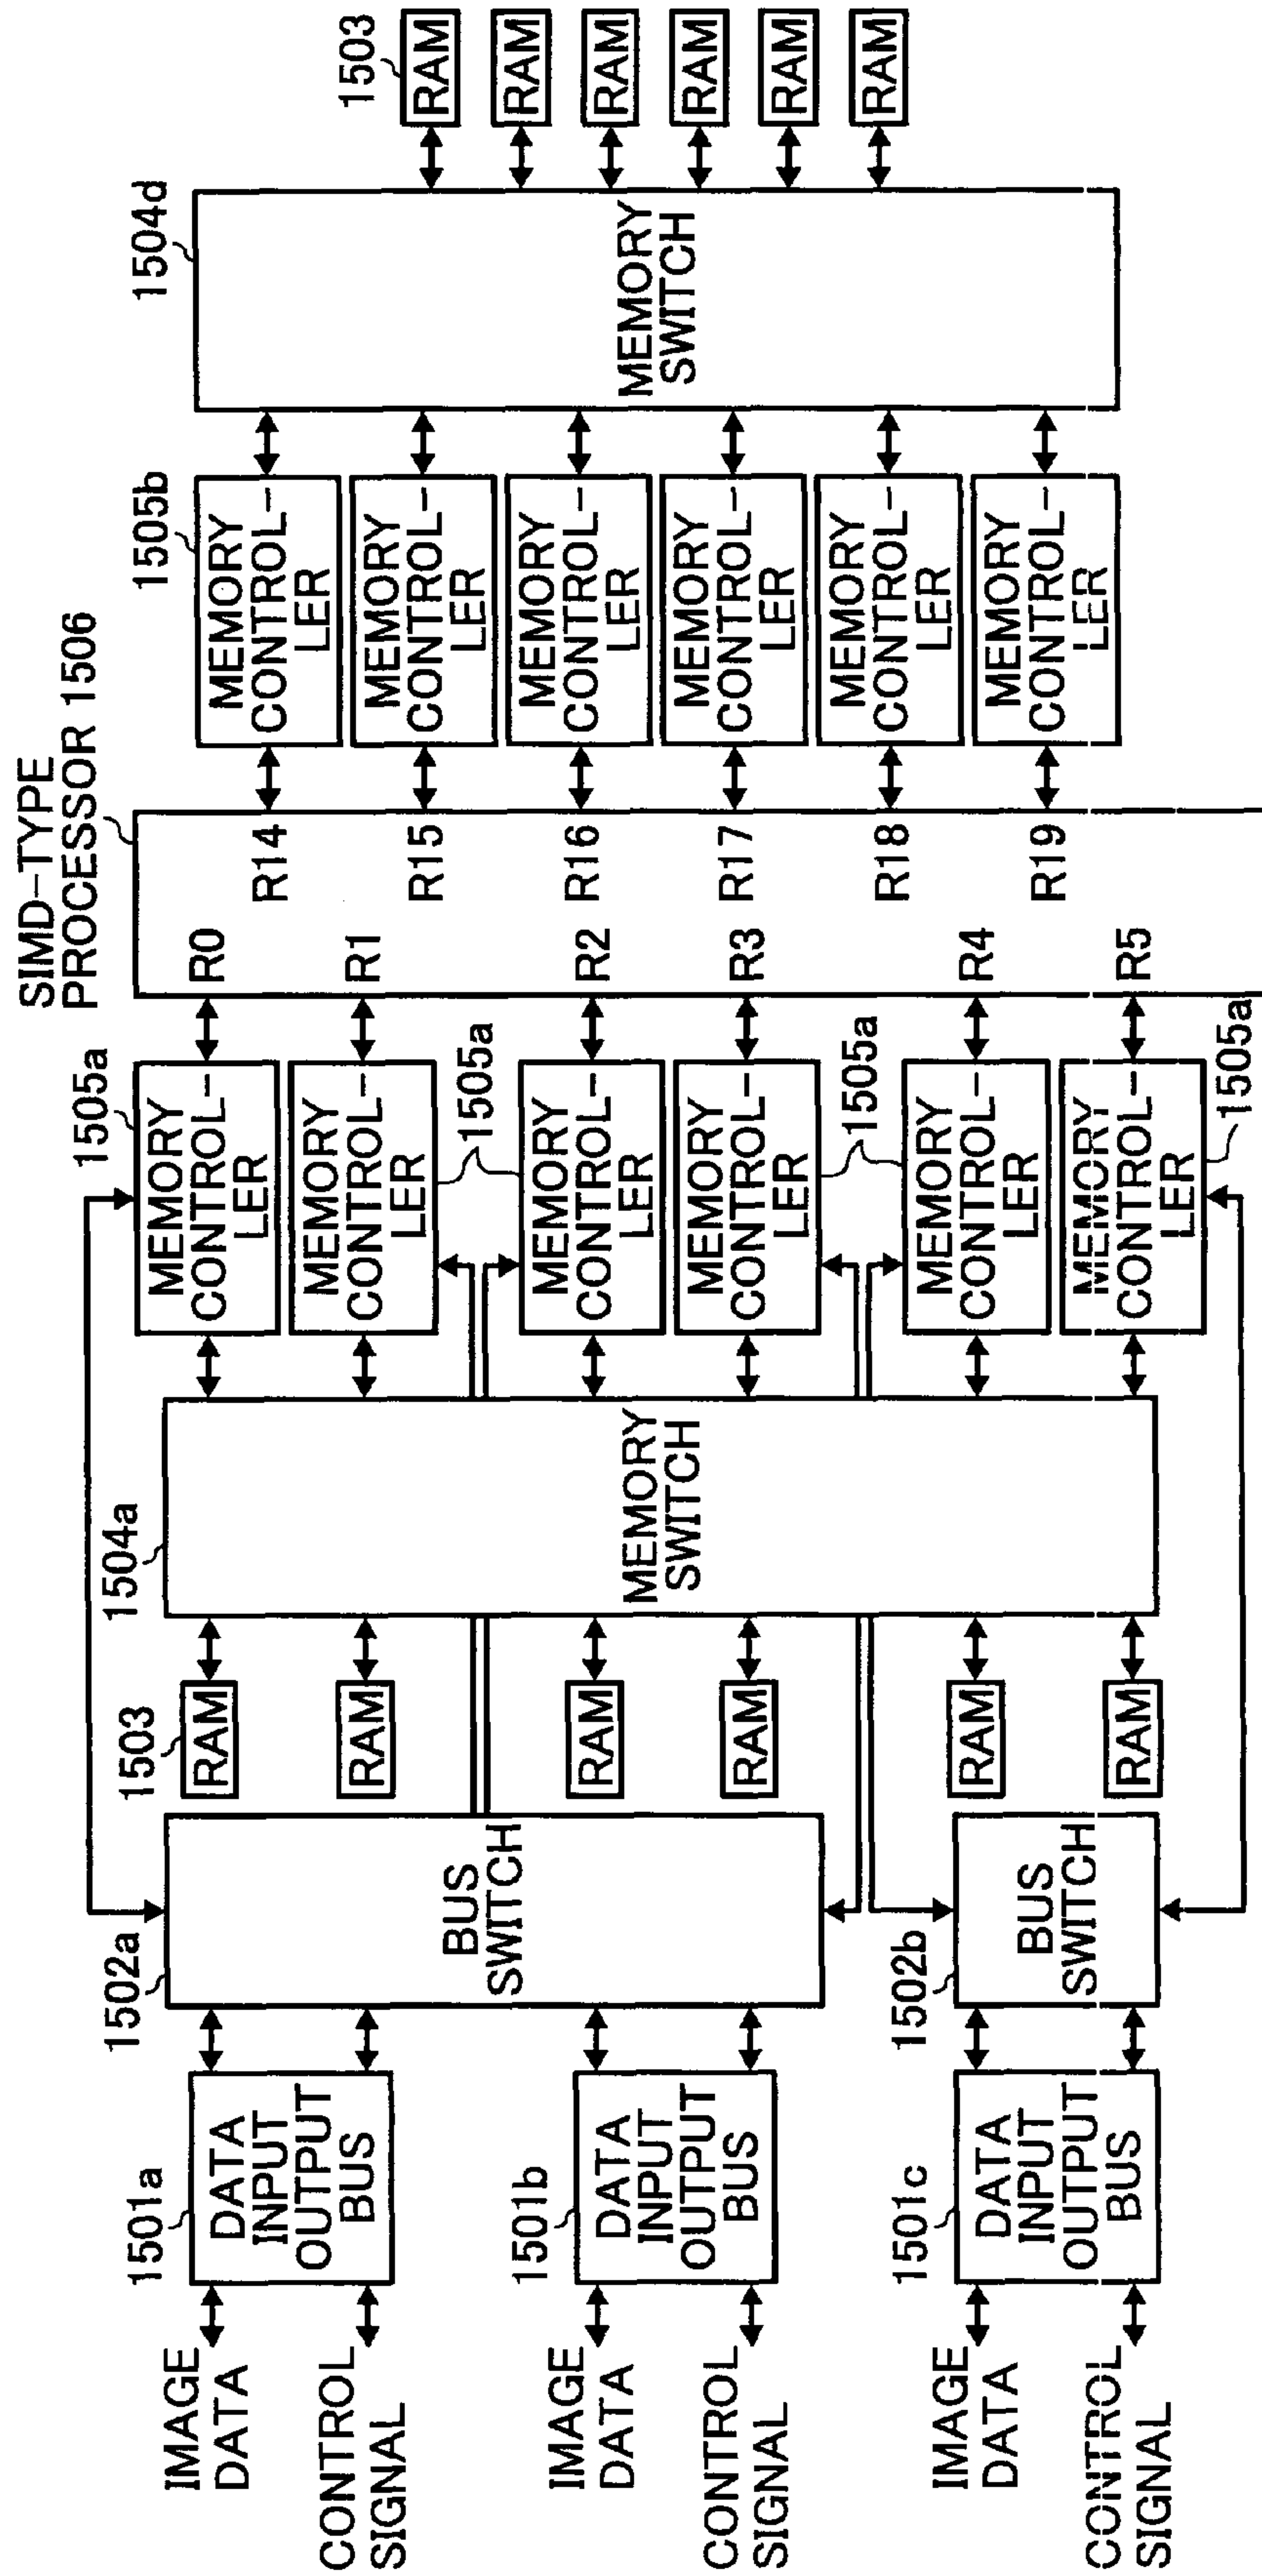 IMAGE
DATA
CONTROL
SIGNAL
IMAGE
DATA
CONTROL
SIGNAL
IMAGE
DATA
CONTROL
SIGNAL
1501a
DATA
INPUT
OUTPUT
BUS
1501b
DATA
INPUT
OUTPUT
BUS
1501c
DATA
INPUT
OUTPUT
BUS
1502a
BUS
SWITCH
1502b
BUS
SWITCH
1503
RAM
RAM
RAM
RAM
RAM
RAM
1504a
MEMORY
SWITCH
1505a
MEMORY
CONTROL-
LER
MEMORY
CONTROL-
LER
1505a
MEMORY
CONTROL-
LER
MEMORY
CONTROL-
LER
1505a
MEMORY
CONTROL-
LER
MEMORY
CONTROL-
LER
1505a
SIMD-TYPE
PROCESSOR 1506
R0
R1
R2
R3
R4
R5
R14
R15
R16
R17
R18
R19
1505b
MEMORY
CONTROL-
LER
MEMORY
CONTROL-
LER
MEMORY
CONTROL-
LER
MEMORY
CONTROL-
LER
MEMORY
CONTROL-
LER
MEMORY
CONTROL-
LER
1504d
MEMORY
SWITCH
1503
RAM
RAM
RAM
RAM
RAM
RAM